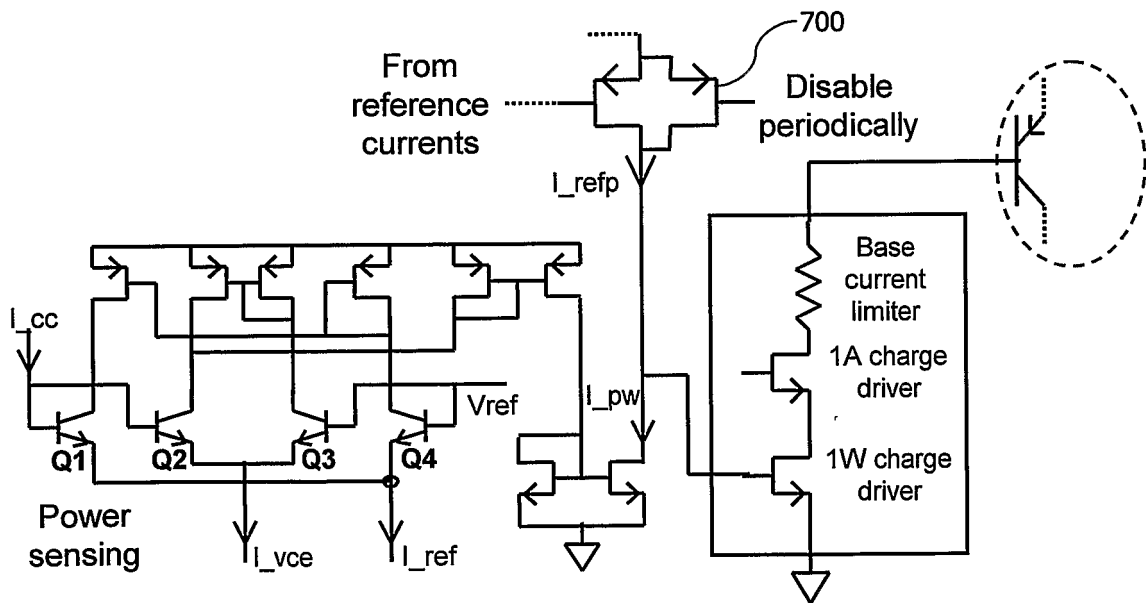 700
From
reference
currents
Disable
periodically
I_refp
Base
current
limiter
I_cc
1A charge
driver
I_pw
Vref
Q1
Q2
Q3
Q4
1W charge
driver
Power
sensing
I_vce
I_ref